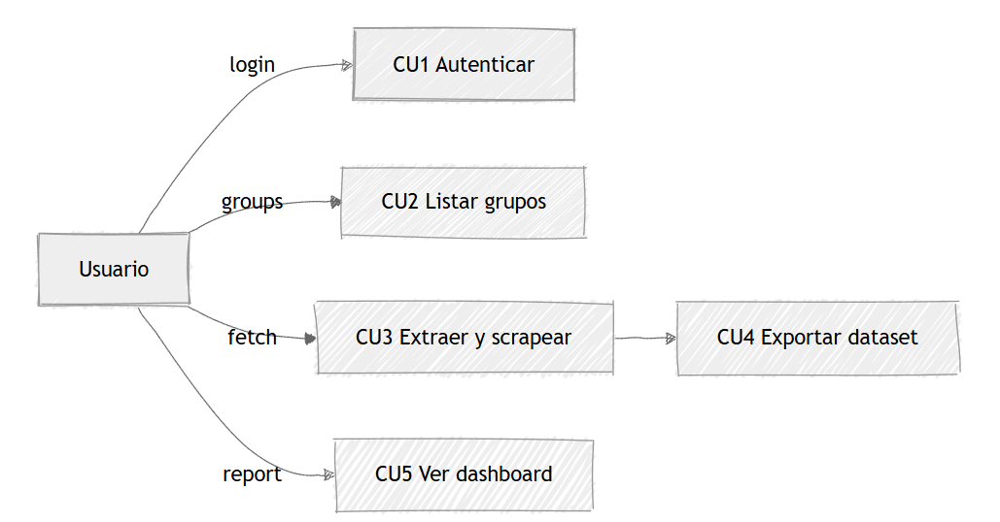 login
CU1 Autenticar
groups
CU2 Listar grupos
Usuario
fetch
CU3 Extraer y scrapear
CU4 Exportar dataset
report
CU5 Ver dashboard